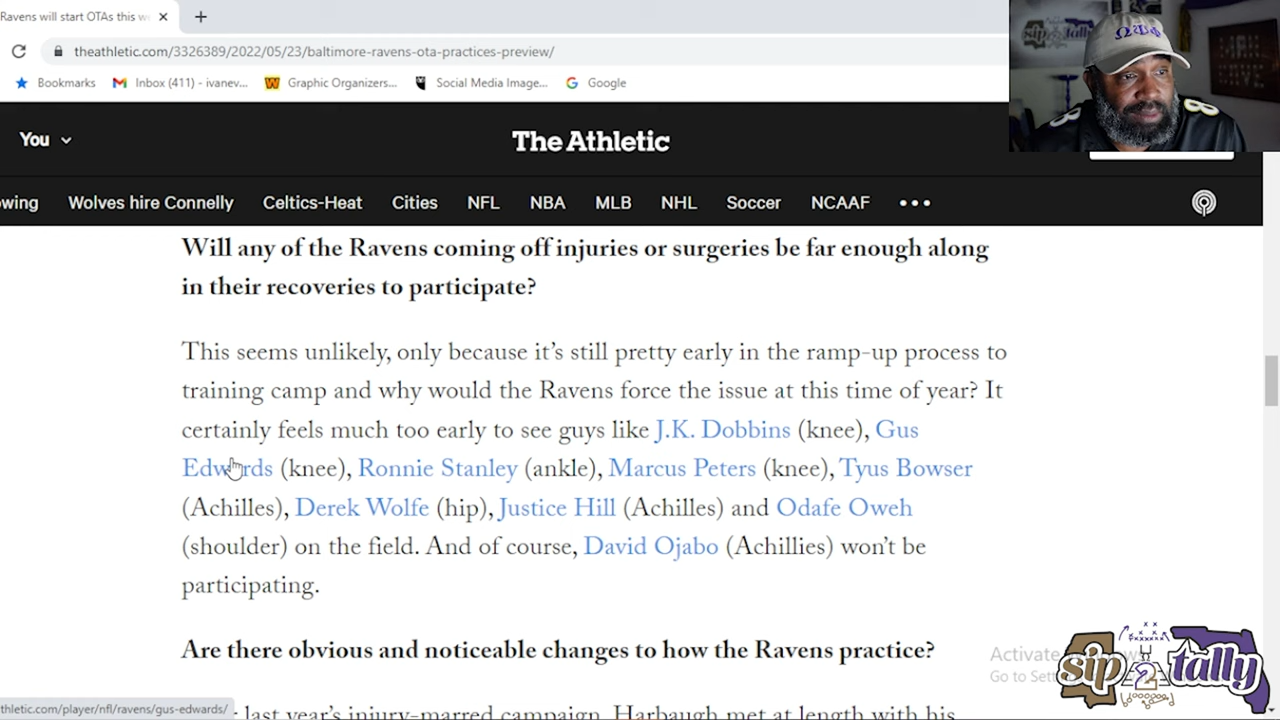 Ravens will start OTAs this w
theathletic.com/3326389/2022/05/23/baltimore-ravens-ota-practices-preview/
Bookmarks Inbox (411) - ivanev... Graphic Organizers... Social Media Image... Google
You The Athletic
wing Wolves hire Connelly Celtics-Heat Cities NFL NBA MLB NHL Soccer NCAAF
Will any of the Ravens coming off injuries or surgeries be far enough along
in their recoveries to participate?
This seems unlikely, only because it's still pretty early in the ramp-up process to
training camp and why would the Ravens force the issue at this time of year? It
certainly feels much too early to see guys like J.K. Dobbins (knee), Gus
Edwards (knee), Ronnie Stanley (ankle), Marcus Peters (knee), Tyus Bowser
(Achilles), Derek Wolfe (hip), Justice Hill (Achilles) and Odafe Oweh
(shoulder) on the field. And of course, David Ojabo (Achillies) won't be
participating.
Are there obvious and noticeable changes to how the Ravens practice?
last year's injury-marred campaign, Harbaugh met at length with his
thletic.com/player/nfl/ravens/gus-edwards/
Activate
Go to Sett
sip 2 tally
ΩΨΦ
sip tally
8
8